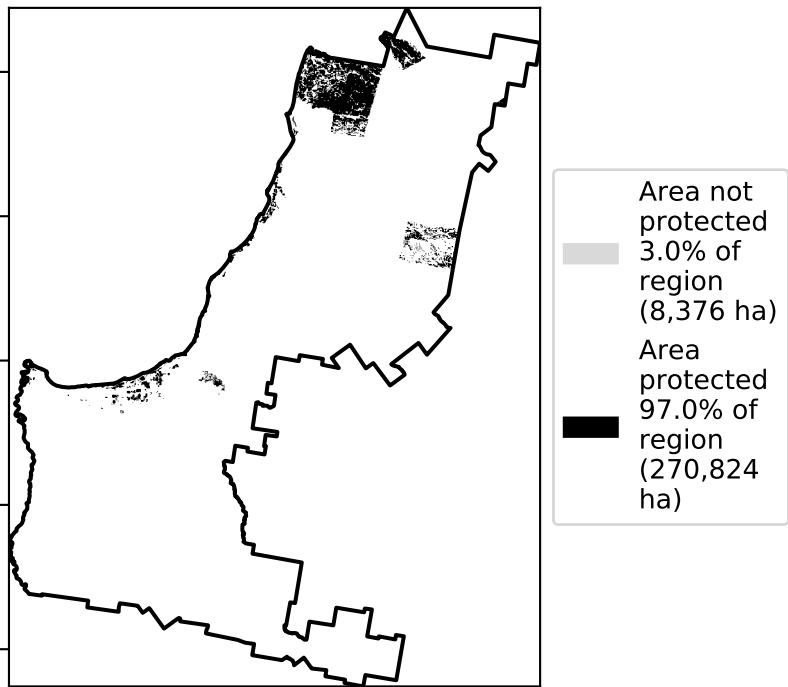 Area not
protected
3.0% of
region
(8,376 ha)
Area
protected
97.0% of
region
(270,824
ha)